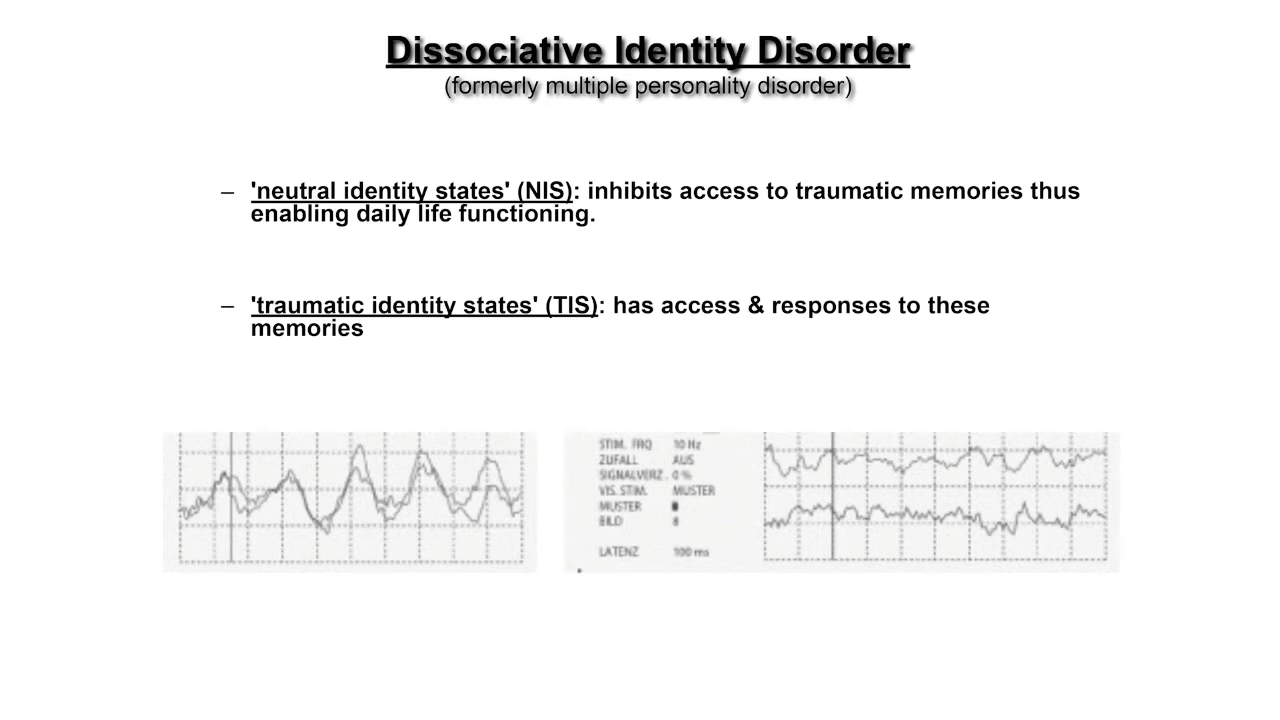 Dissociative Identity Disorder
(formerly multiple personality disorder)
– 'neutral identity states' (NIS): inhibits access to traumatic memories thus
enabling daily life functioning.
– 'traumatic identity states' (TIS): has access & responses to these
memories
STIM. FRQ 10 Hz
ZUFALL AUS
SIGNALVERZ. 0 %
VIS. STIM. MUSTER
MUSTER
BILD 8
LATENZ 100 ms